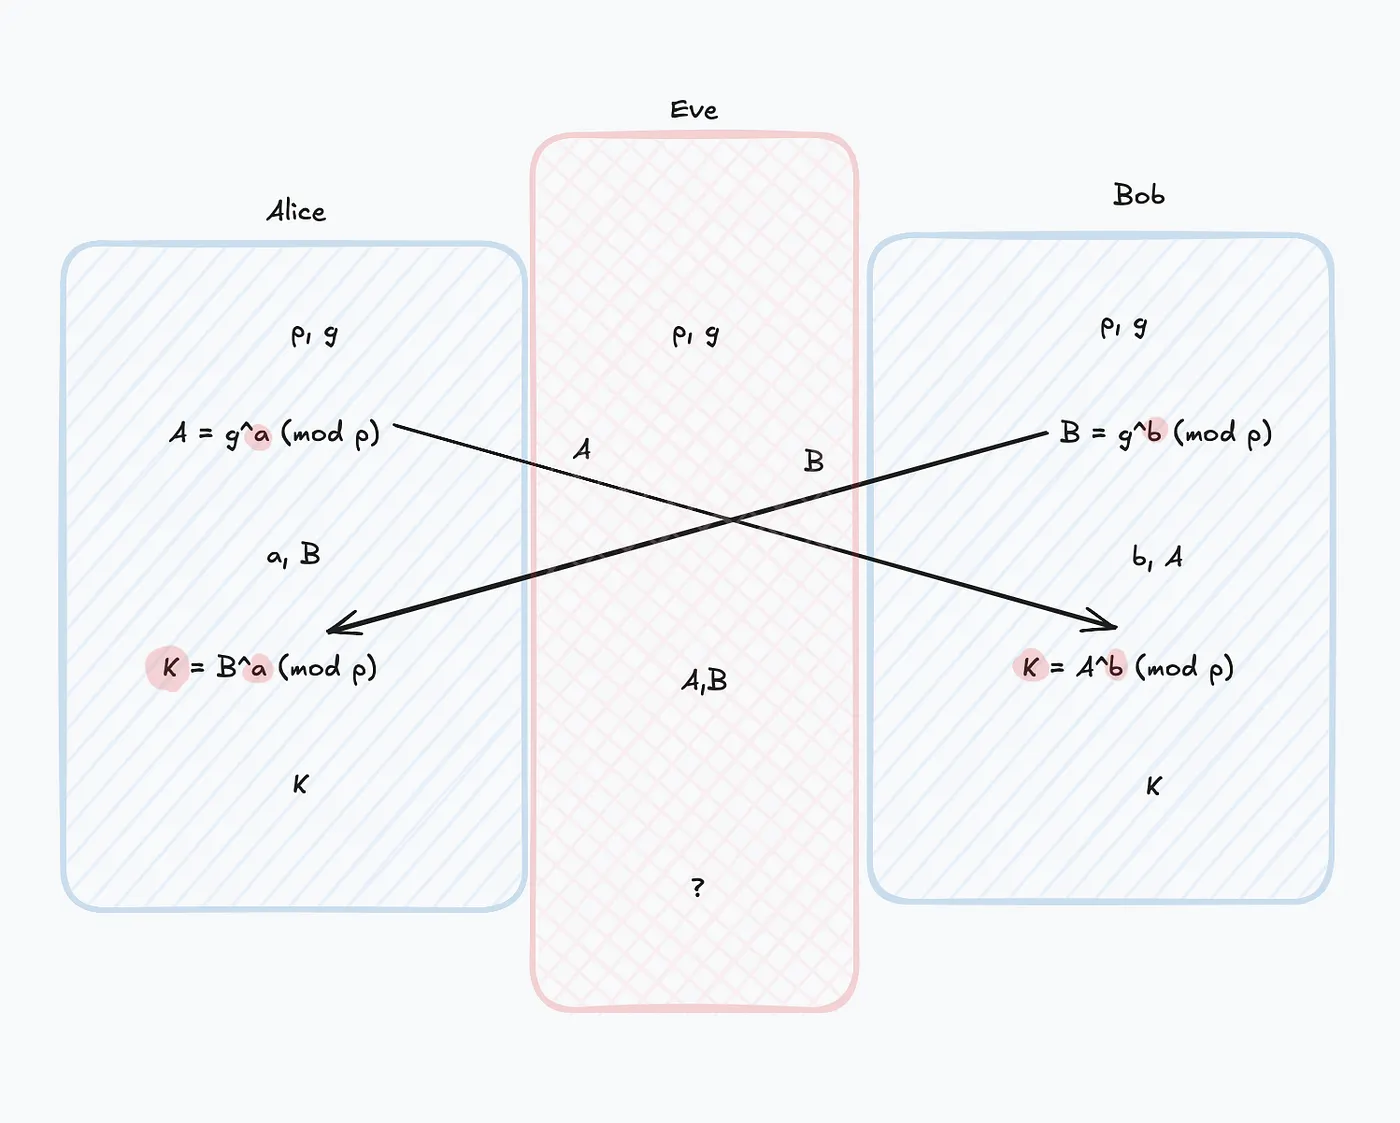 Eve
Alice
Bob
p, g
A = g^a (mod p)
a, B
K = B^a (mod p)
K
p, g
A
B
A,B
?
p, g
B = g^b (mod p)
b, A
K = A^b (mod p)
K